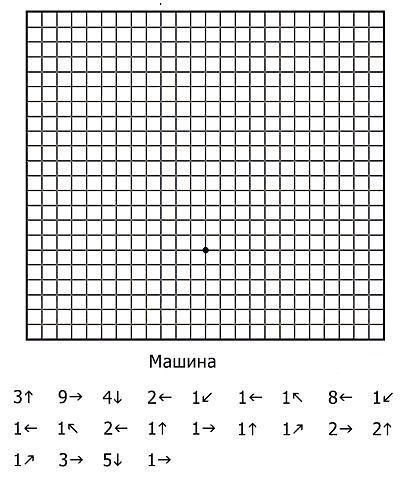 Машина
3↑ 9→ 4↓ 2← 1↙ 1← 1↖ 8← 1↙
1← 1↖ 2← 1↑ 1→ 1↑ 1↗ 2→ 2↑
1↗ 3→ 5↓ 1→